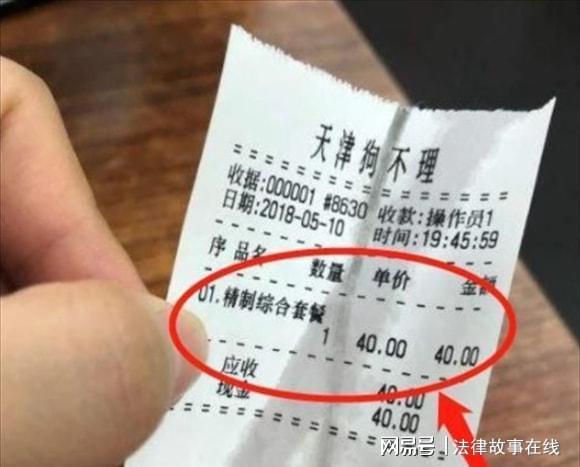 天津狗不理
收据:000001 #8630 收款:操作员1
日期:2018-05-10 时间:19:45:59
序 品名 数量 单价 金额
01.精制综合套餐
1 40.00 40.00
应收 40.00
现金 40.00
网易号 | 法律故事在线